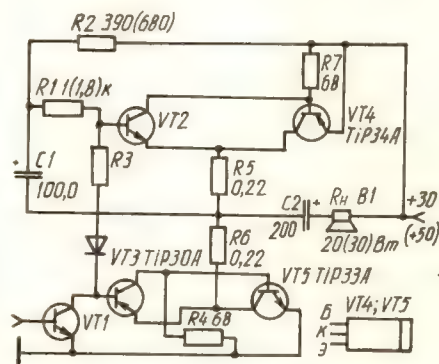 R2 390(680)
R1 1(1,8)к
R7
68
VT2
VT4
TiP34A
C1
100,0
R3
R5
0,22
C2
200
Rн В1
20(30)Вт
+30
(+50)
R6
0,22
VT3 TiP30A
VT5 TiP33A
VT1
R4 68
Б
К
Э
VT4; VT5